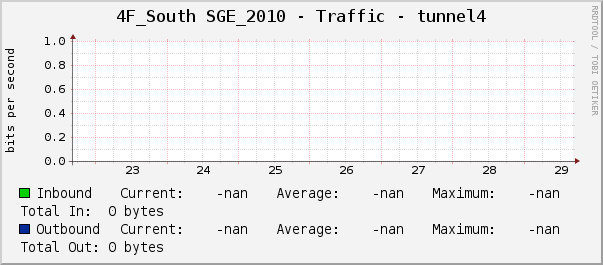 4F_South SGE_2010 - Traffic - tunnel4
RRDTOOL / TOBI OETIKER
bits per second
1.0
0.8
0.6
0.4
0.2
0.0
23 24 25 26 27 28 29
Inbound Current: -nan Average: -nan Maximum: -nan
Total In: 0 bytes
Outbound Current: -nan Average: -nan Maximum: -nan
Total Out: 0 bytes